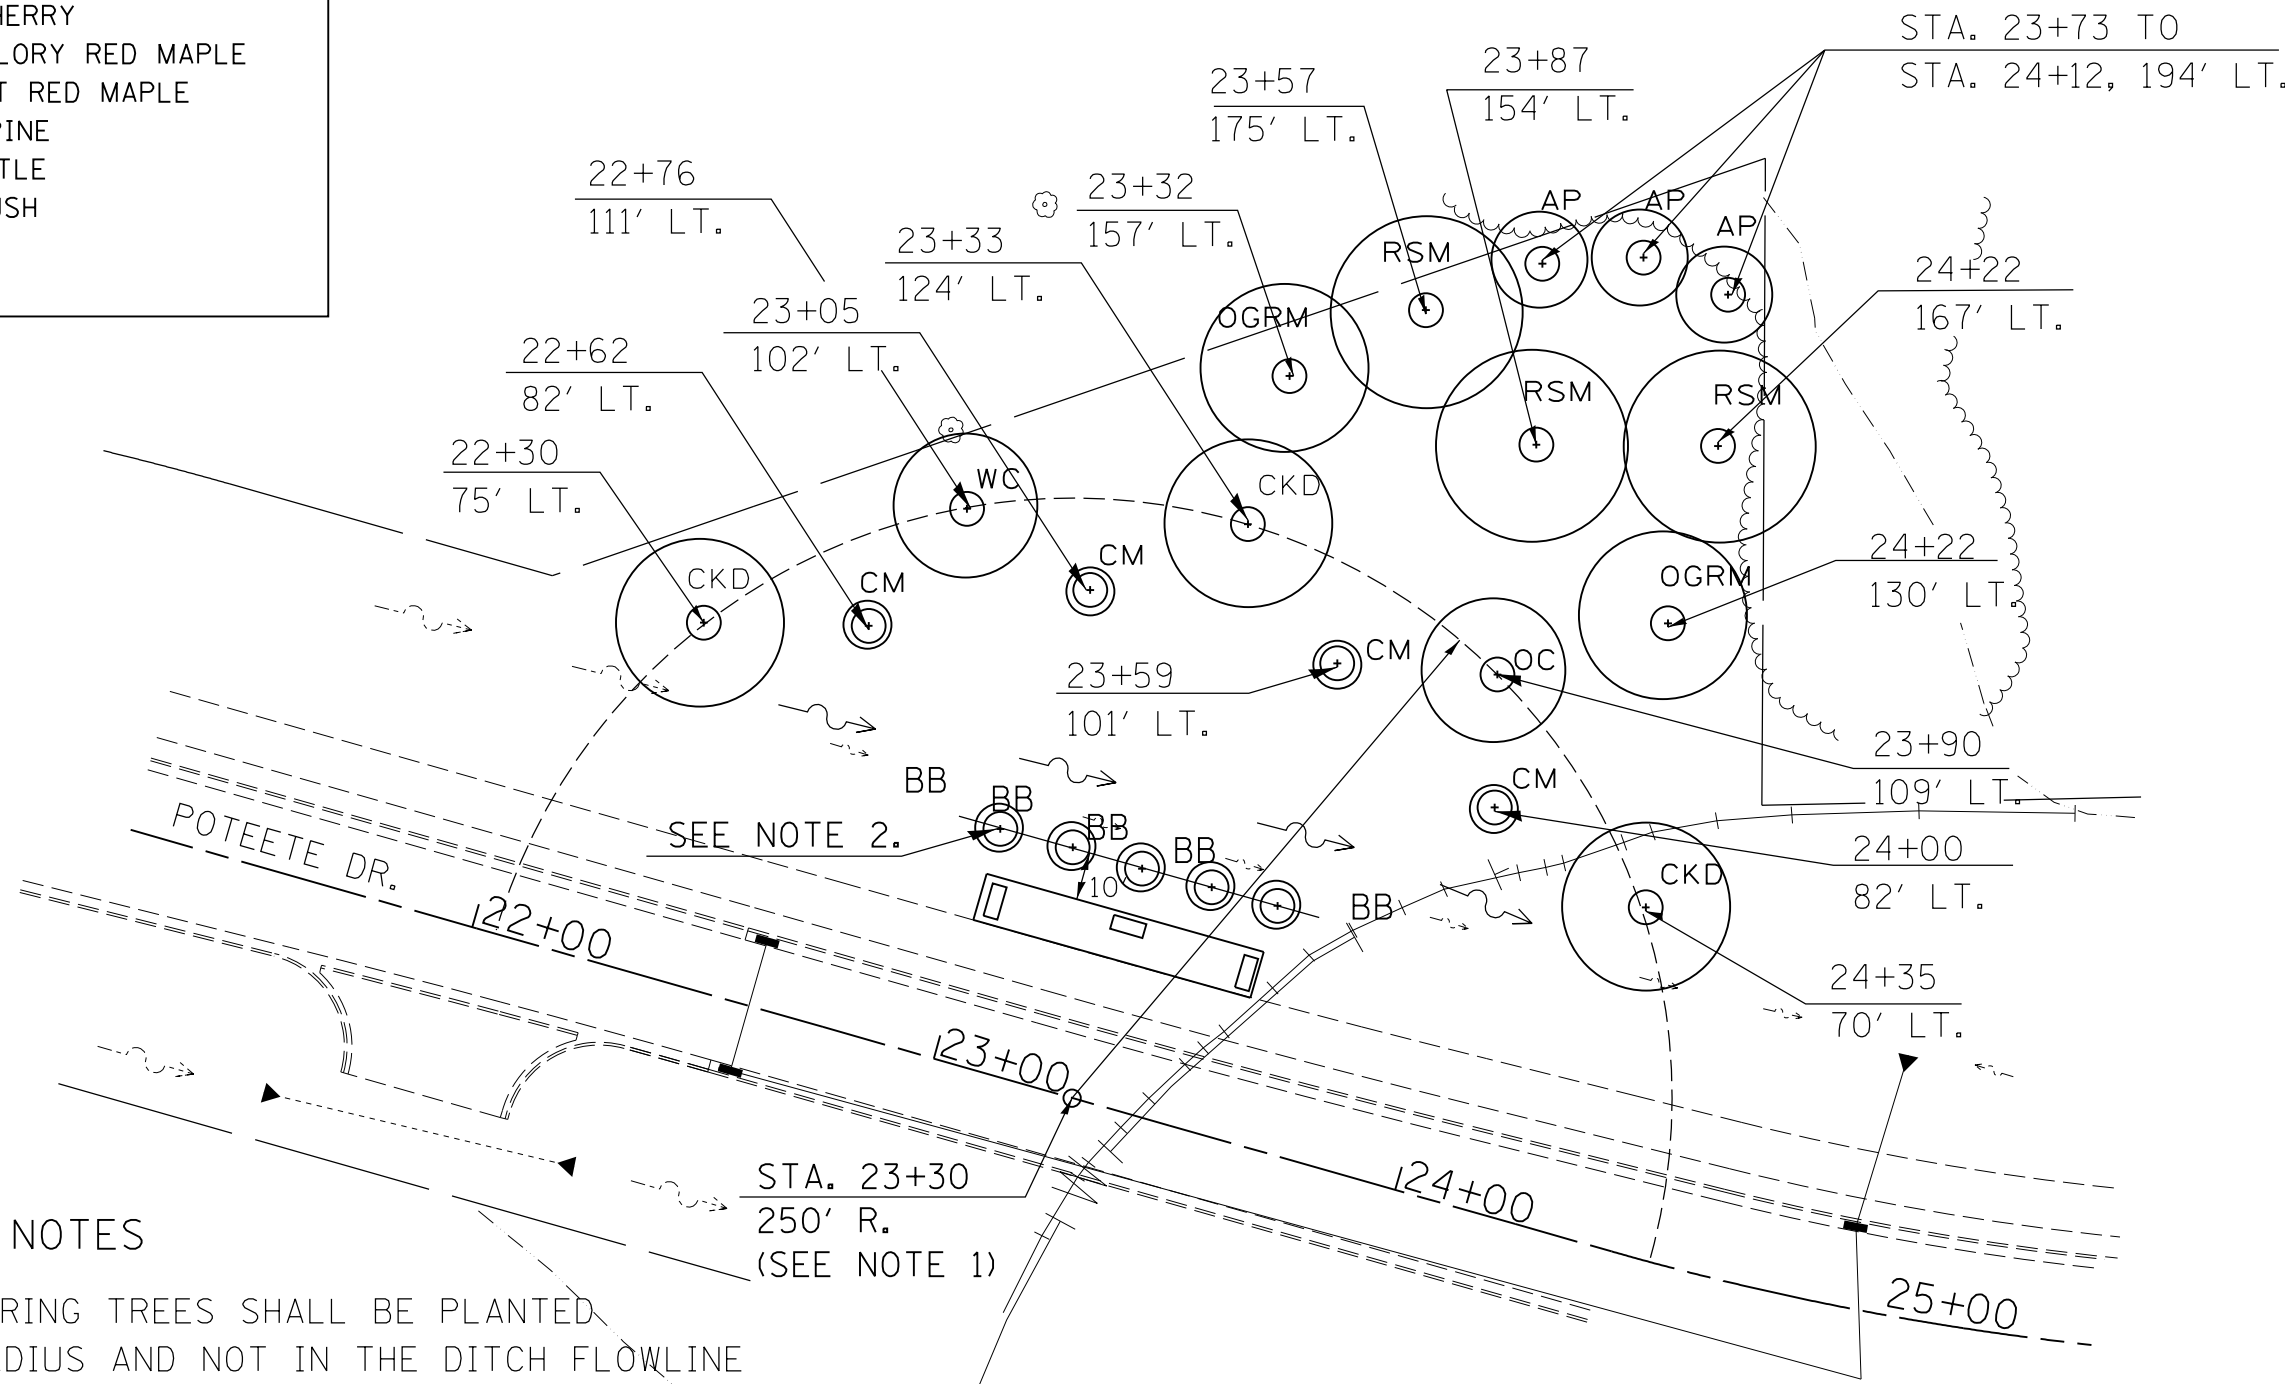 HERRY
LORY RED MAPLE
T RED MAPLE
PINE
TLE
USH
STA. 23+73 TO
STA. 24+12, 194' LT.
23+87
154' LT.
23+57
175' LT.
22+76
111' LT.
23+32
157' LT.
23+33
124' LT.
AP
AP
AP
RSM
24+22
167' LT.
23+05
102' LT.
OGRM
22+62
82' LT.
RSM
RSM
22+30
75' LT.
WC
CKD
CKD
CM
CM
24+22
130' LT.
OGRM
CM
OC
23+59
101' LT.
23+90
109' LT.
BB
BB
BB
BB
BB
CM
SEE NOTE 2.
10'
POTEETE DR.
24+00
82' LT.
CKD
22+00
24+35
70' LT.
23+00
STA. 23+30
250' R.
(SEE NOTE 1)
24+00
25+00
NOTES
RING TREES SHALL BE PLANTED
DIUS AND NOT IN THE DITCH FLOWLINE